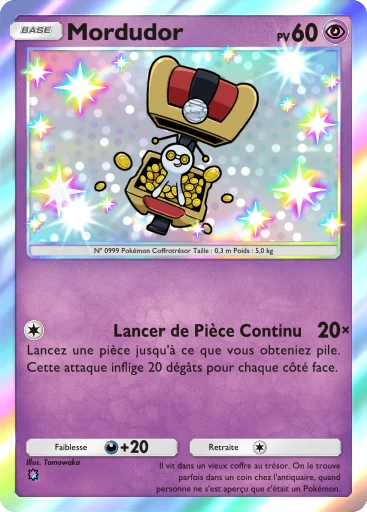 BASE Mordudor PV 60
N° 0999 Pokémon Coffrotrésor Taille : 0,3 m Poids : 5,0 kg
Lancer de Pièce Continu 20×
Lancez une pièce jusqu'à ce que vous obteniez pile.
Cette attaque inflige 20 dégâts pour chaque côté face.
Faiblesse +20 Retraite
Illus. Tomowaka
Il vit dans un vieux coffre au trésor. On le trouve
parfois dans un coin chez l'antiquaire, quand
personne ne s'est aperçu que c'était un Pokémon.